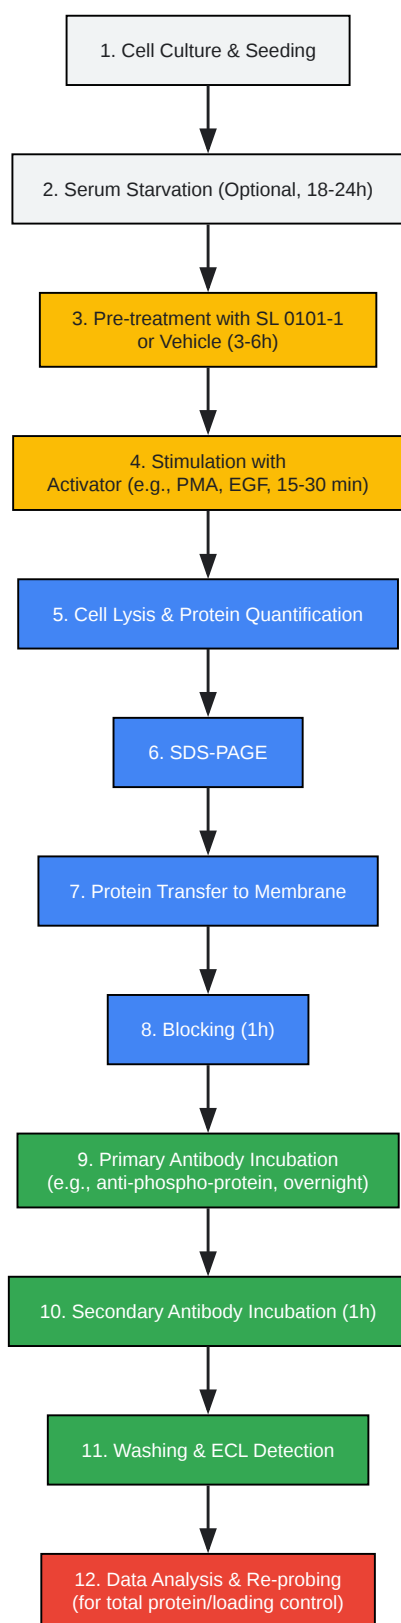 1. Cell Culture & Seeding
2. Serum Starvation (Optional, 18-24h)
3. Pre-treatment with SL 0101-1
or Vehicle (3-6h)
4. Stimulation with
Activator (e.g., PMA, EGF, 15-30 min)
5. Cell Lysis & Protein Quantification
6. SDS-PAGE
7. Protein Transfer to Membrane
8. Blocking (1h)
9. Primary Antibody Incubation
(e.g., anti-phospho-protein, overnight)
10. Secondary Antibody Incubation (1h)
11. Washing & ECL Detection
12. Data Analysis & Re-probing
(for total protein/loading control)